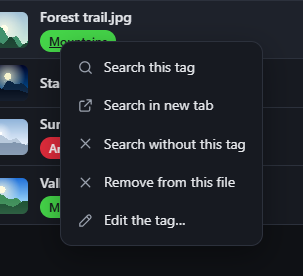 Forest trail.jpg
Mountains
Search this tag
Search in new tab
Search without this tag
Remove from this file
Edit the tag...